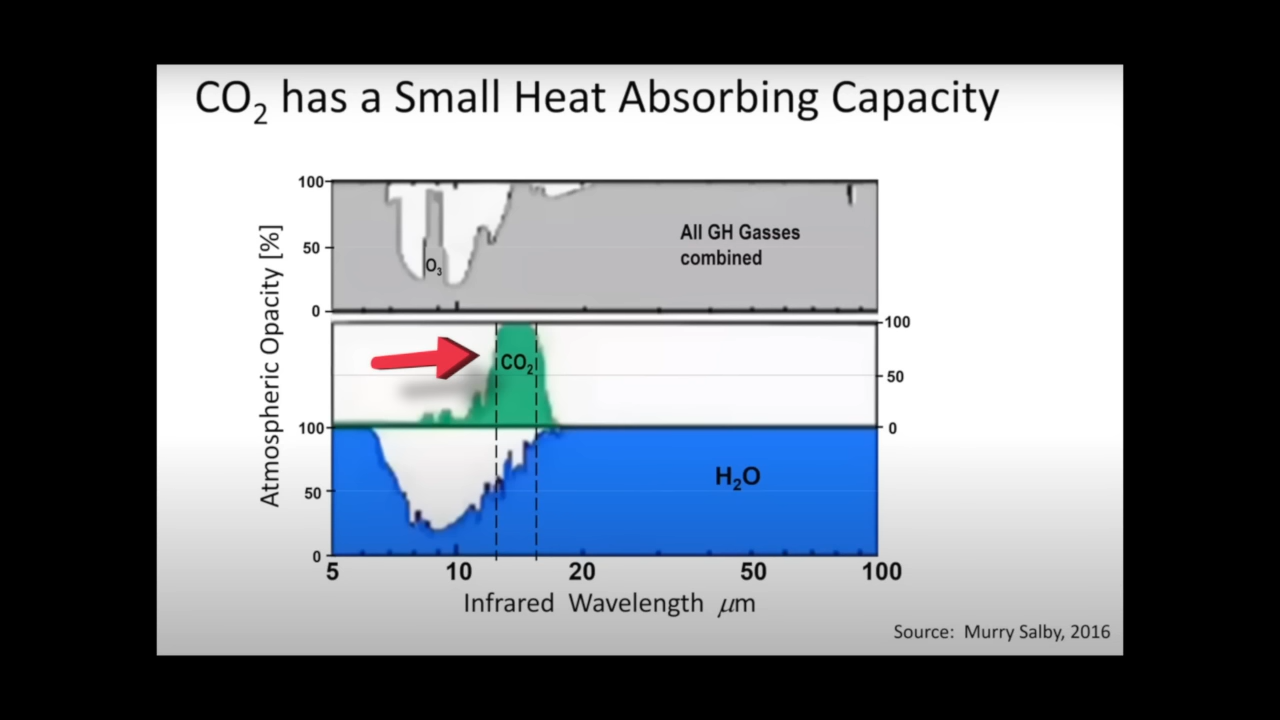 CO₂ has a Small Heat Absorbing Capacity
Atmospheric Opacity [%]
100
50
0
O₃
All GH Gasses
combined
CO₂
100
50
0
100
50
0
H₂O
5 10 20 50 100
Infrared Wavelength μm
Source: Murry Salby, 2016